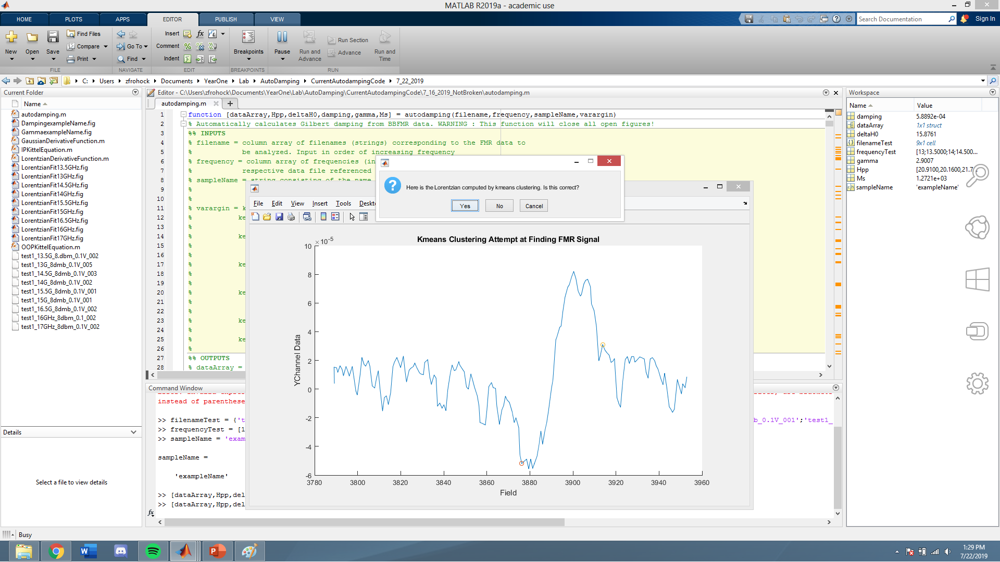 MATLAB R2019a - academic use
HOME PLOTS APPS EDITOR PUBLISH VIEW
Search Documentation
Sign In
New Open Save
Find Files
Compare
Print
FILE
Go To
Find
NAVIGATE
Insert
Comment
Indent
EDIT
Breakpoints
BREAKPOINTS
Pause
Run and
Advance
Run Section
Advance
Run and
Time
RUN
C: Users zfrohock Documents YearOne Lab AutoDamping CurrentAutodampingCode 7_22_2019
Current Folder
Name
autodamping.m
DampingexampleName.fig
GammaexampleName.fig
GaussianDerivativeFunction.m
IPKittelEquation.m
LorentzianDerivativeFunction.m
LorentzianFit13.5GHz.fig
LorentzianFit13GHz.fig
LorentzianFit14.5GHz.fig
LorentzianFit14GHz.fig
LorentzianFit15.5GHz.fig
LorentzianFit15GHz.fig
LorentzianFit16.5GHz.fig
LorentzianFit16GHz.fig
LorentzianFit17GHz.fig
OOPKittelEquation.m
test1_13.5G_8.dbm_0.1V_002
test1_13G_8dmb_0.1V_005
test1_14.5G_8dmb_0.1V_003
test1_14G_8dmb_0.1V_002
test1_15.5G_8dmb_0.1V_001
test1_15G_8dmb_0.1V_001
test1_16.5G_8dmb_0.1V_002
test1_16GHz_8dbm_0.1_002
test1_17GHz_8dbm_0.1V_002
Details
Select a file to view details
Editor - C:\Users\zfrohock\Documents\YearOne\Lab\AutoDamping\CurrentAutodampingCode\7_16_2019_NotBroken\autodamping.m
autodamping.m
1 function [dataArray,Hpp,deltaH0,damping,gamma,Ms] = autodamping(filename,frequency,sampleName,varargin)
2 % Automatically calculates Gilbert damping from BBFMR data. WARNING : This function will close all open figures!
3 %% INPUTS
4 % filename = column array of filenames (strings) corresponding to the FMR data to
5 % be analyzed. Input in order of increasing frequency
6 % frequency = column array of frequencies (in
7 % respective data file referenced
8 % sampleName = string consisting of the name
9 %
10 %
11 % varargin = k
12 % ke
13 %
14 % ke
15 %
16 %
17 % ke
18 %
19 %
20 % ke
21 %
22 %
23 % ke
24 %
25 % ke
26 %
27 %% OUTPUTS
28 % dataArray =
Here is the Lorentzian computed by kmeans clustering. Is this correct?
Yes No Cancel
File Edit View Insert Tools Deskt
Kmeans Clustering Attempt at Finding FMR Signal
×10-5
10
8
6
4
2
0
-2
-4
-6
YChannel Data
3780 3800 3820 3840 3860 3880 3900 3920 3940 3960
Field
Command Window
instead of parenthese
>> filenameTest = {'t
b_0.1V_001';'test1_
>> frequencyTest = [1
>> sampleName = 'exam
sampleName =
'exampleName'
>> [dataArray,Hpp,del
>> [dataArray,Hpp,del
fx
Workspace
Name Value
damping 5.8892e-04
dataArray 1x1 struct
deltaH0 15.8761
filenameTest 9x1 cell
frequencyTest [13;13.5000;14;14.500...
gamma 2.9007
Hpp [20.9100,20.1600,21.7...
Ms 1.2721e+03
sampleName 'exampleName'
Busy
1:29 PM
7/22/2019